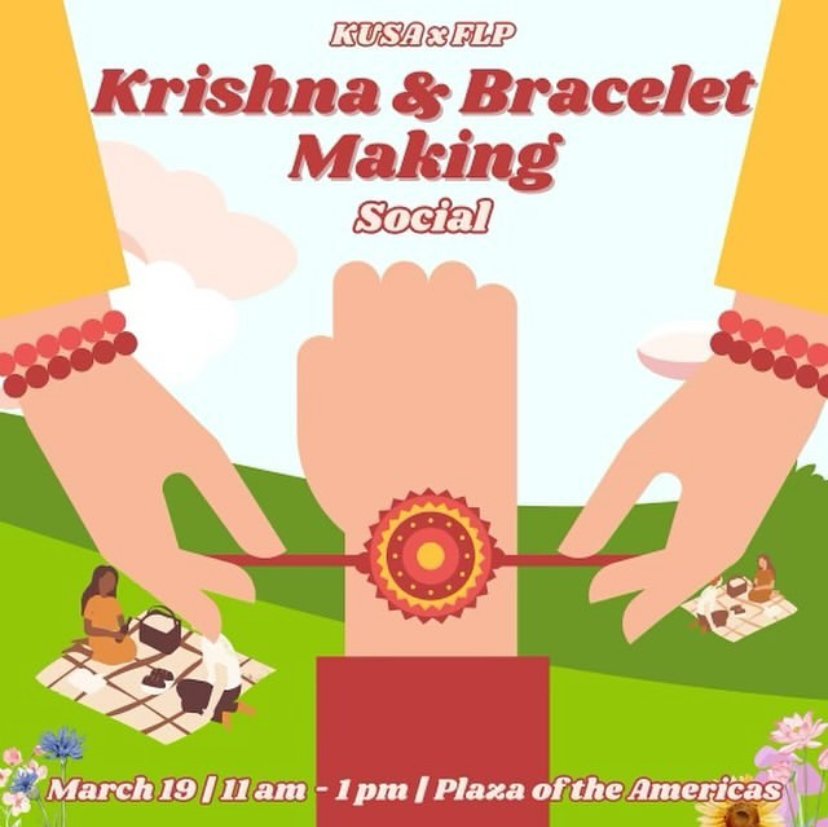 KUSA x FLP
Krishna & Bracelet
Making
Social
March 19 | 11 am - 1 pm | Plaza of the Americas